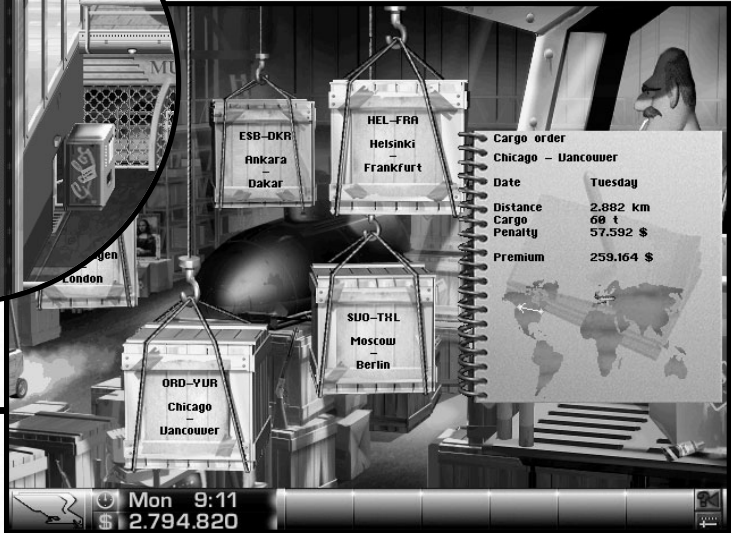 MU
ESB-DKR
Ankara
-
Dakar
HEL-FRA
Helsinki
-
Frankfurt
London
ORD-YVR
Chicago
-
Vancouver
SVO-TXL
Moscow
-
Berlin
Cargo order
Chicago - Vancouver
Date Tuesday
Distance 2.882 km
Cargo 60 t
Penalty 57.592 $
Premium 259.164 $
Mon 9:11
$ 2.794.820